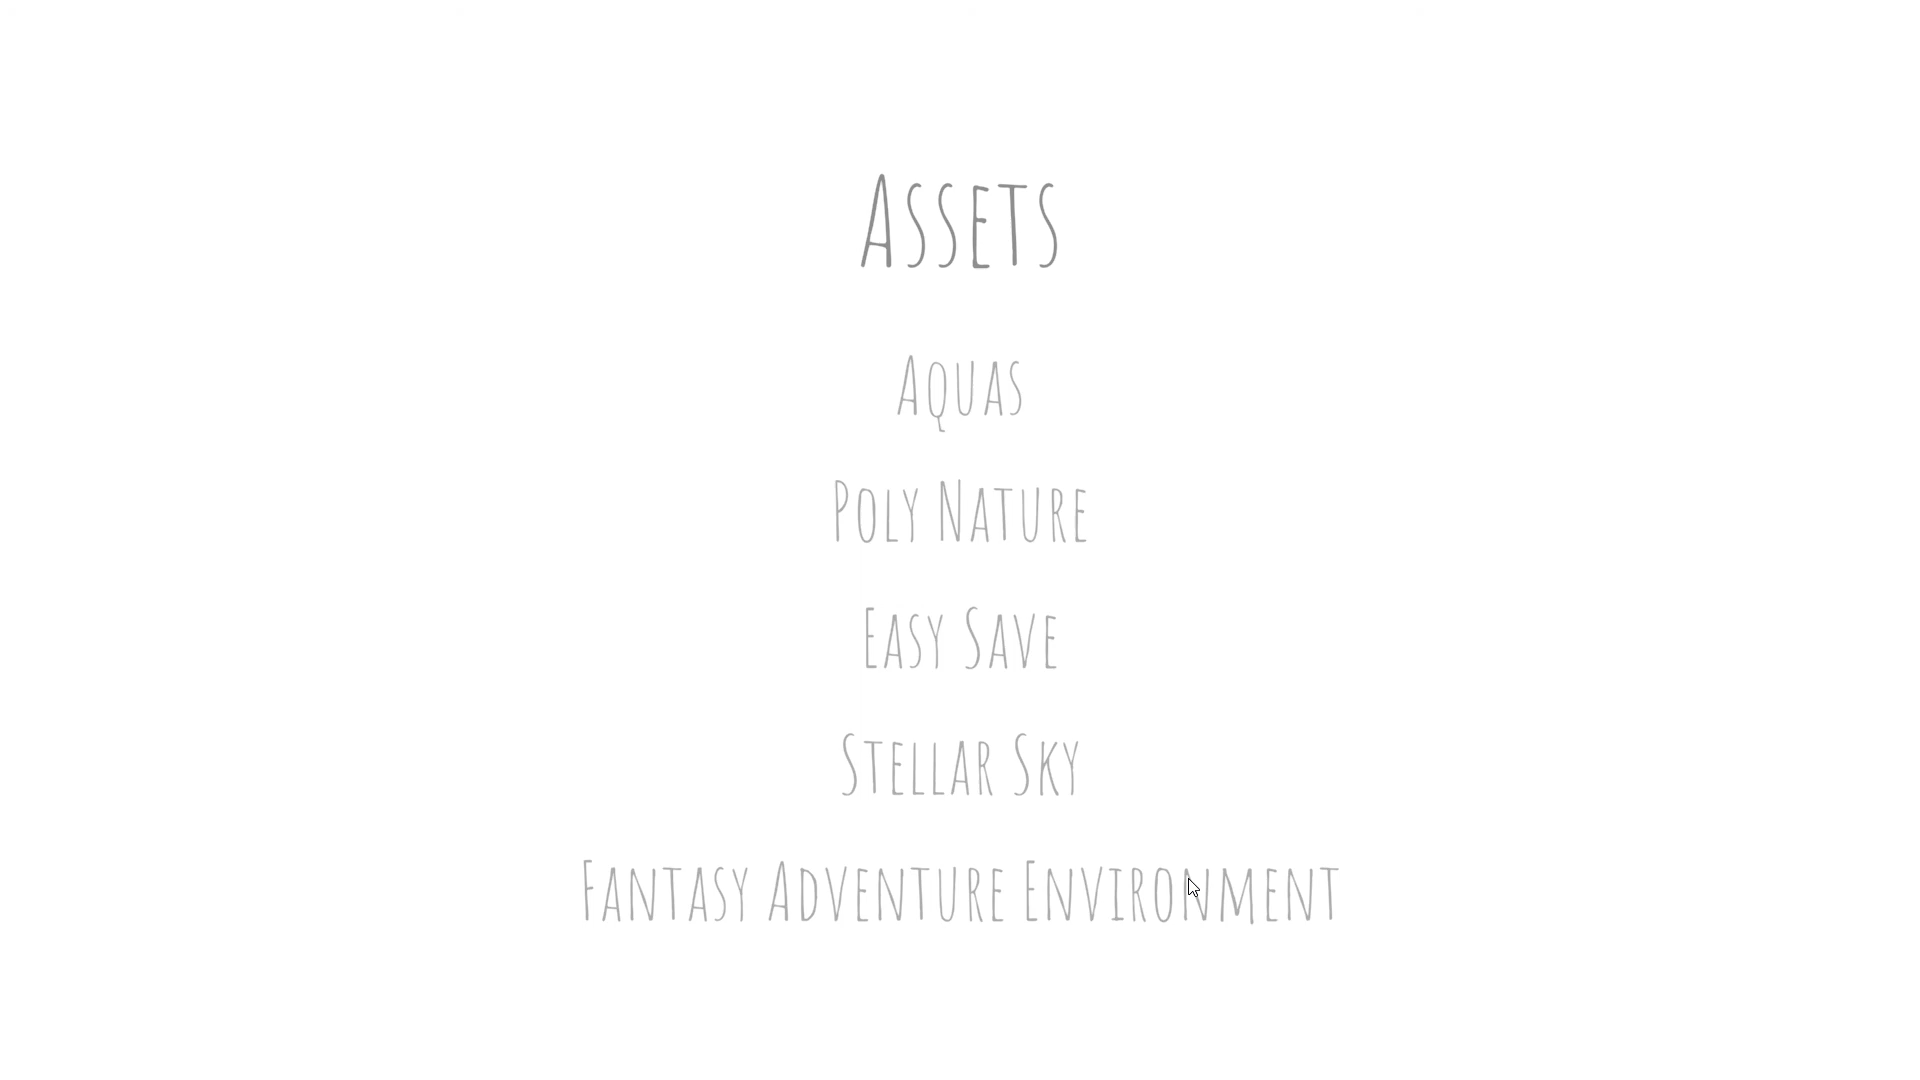 Assets
Aquas
Poly Nature
Easy Save
Stellar Sky
Fantasy Adventure Environment